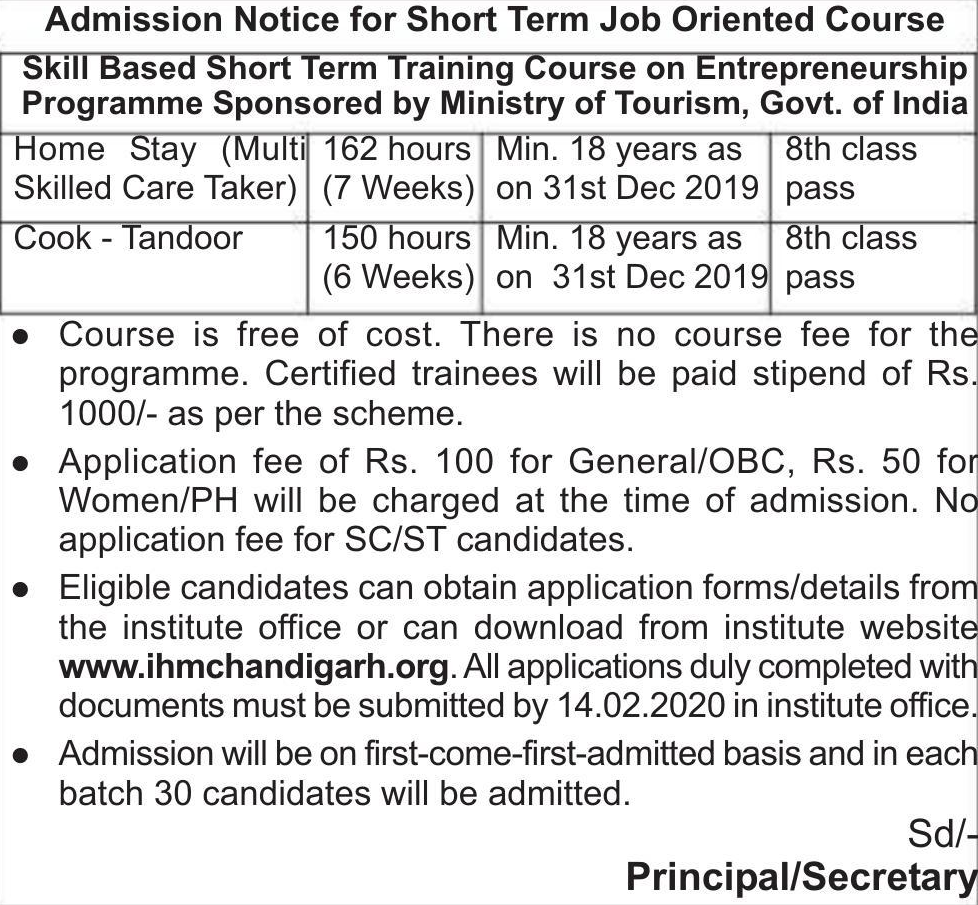 Admission Notice for Short Term Job Oriented Course
Skill Based Short Term Training Course on Entrepreneurship
Programme Sponsored by Ministry of Tourism, Govt. of India
Home Stay (Multi Skilled Care Taker) 162 hours (7 Weeks) Min. 18 years as on 31st Dec 2019 8th class pass
Cook - Tandoor 150 hours (6 Weeks) Min. 18 years as on 31st Dec 2019 8th class pass
● Course is free of cost. There is no course fee for the
programme. Certified trainees will be paid stipend of Rs.
1000/- as per the scheme.
● Application fee of Rs. 100 for General/OBC, Rs. 50 for
Women/PH will be charged at the time of admission. No
application fee for SC/ST candidates.
● Eligible candidates can obtain application forms/details from
the institute office or can download from institute website
www.ihmchandigarh.org. All applications duly completed with
documents must be submitted by 14.02.2020 in institute office.
● Admission will be on first-come-first-admitted basis and in each
batch 30 candidates will be admitted.
Sd/-
Principal/Secretary